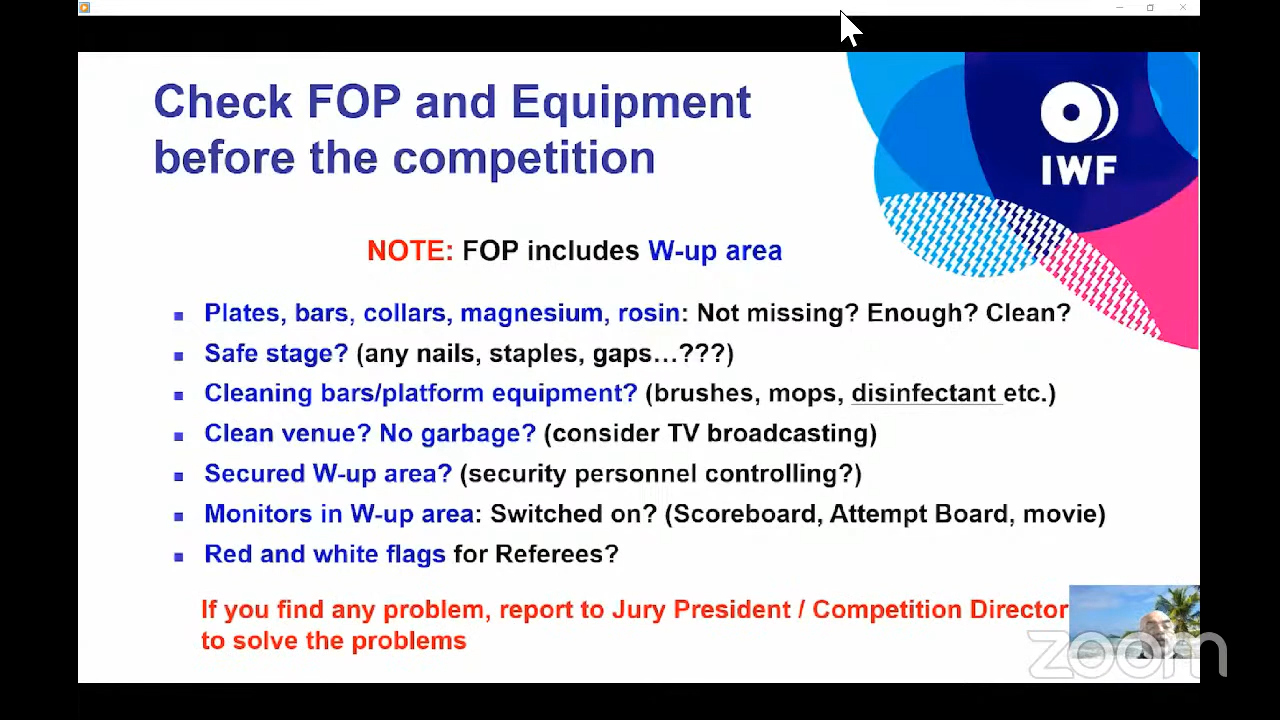 Check FOP and Equipment
before the competition
IWF
NOTE: FOP includes W-up area
Plates, bars, collars, magnesium, rosin: Not missing? Enough? Clean?
Safe stage? (any nails, staples, gaps...???)
Cleaning bars/platform equipment? (brushes, mops, disinfectant etc.)
Clean venue? No garbage? (consider TV broadcasting)
Secured W-up area? (security personnel controlling?)
Monitors in W-up area: Switched on? (Scoreboard, Attempt Board, movie)
Red and white flags for Referees?
If you find any problem, report to Jury President / Competition Director
to solve the problems
zoom